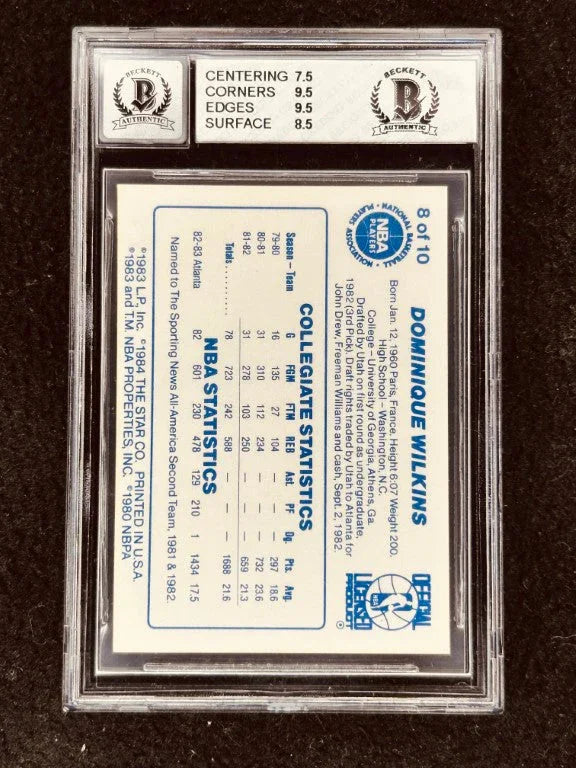 BECKETT
B
AUTHENTIC
CENTERING 7.5
CORNERS 9.5
EDGES 9.5
SURFACE 8.5
BECKETT
B
AUTHENTIC
8 of 10
NATIONAL BASKETBALL PLAYERS ASSOCIATION
NBA
PLAYERS
DOMINIQUE WILKINS
Born Jan. 12, 1960 Paris, France. Height 6:07 Weight 200.
High School – Washington, N.C.
College – University of Georgia, Athens, Ga.
Drafted by Utah on first round as undergraduate,
1982 (3rd Pick). Draft rights traded by Utah to Atlanta for
John Drew, Freeman Williams and cash, Sept. 2, 1982.
OFFICIAL
NBA
LICENSED
PRODUCT
®
COLLEGIATE STATISTICS
Season – Team G FGM FTM REB Ast. PF Dq. Pts. Avg.
79-80 16 135 27 104 297 18.6
80-81 31 310 112 234 732 23.6
81-82 31 278 103 250 659 21.3
Totals.......... 78 723 242 588 1688 21.6
NBA STATISTICS
82-83 Atlanta 82 601 230 478 129 210 1 1434 17.5
Named to The Sporting News All-America Second Team, 1981 & 1982.
©1983 L.P., Inc. ©1984 THE STAR CO. PRINTED IN U.S.A.
©1983 and T.M. NBA PROPERTIES, INC. ©1980 NBPA